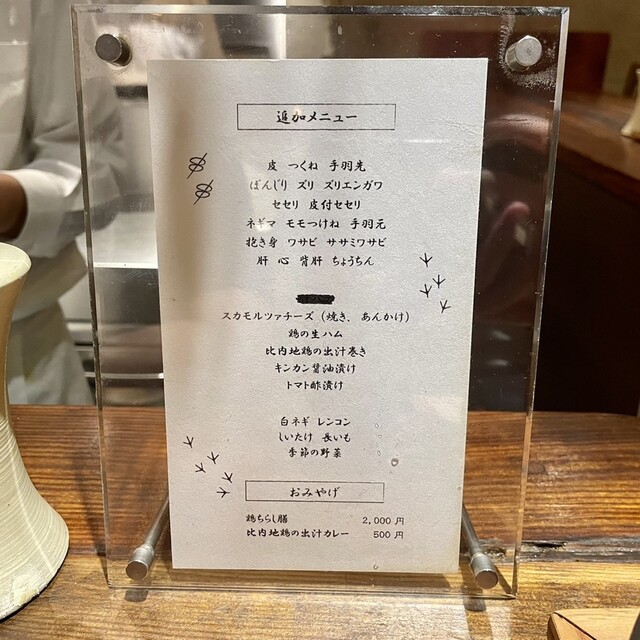 追加メニュー
皮 つくね 手羽先
ぼんじり ズリ ズリエンガワ
セセリ 皮付セセリ
ネギマ モモつけね 手羽元
抱き身 ワサビ ササミワサビ
肝 心 背肝 ちょうちん
スカモルツァチーズ（焼き、あんかけ）
鶏の生ハム
比内地鶏の出汁巻き
キンカン醤油漬け
トマト酢漬け
白ネギ レンコン
しいたけ 長いも
季節の野菜
おみやげ
鶏ちらし膳 2,000 円
比内地鶏の出汁カレー 500 円